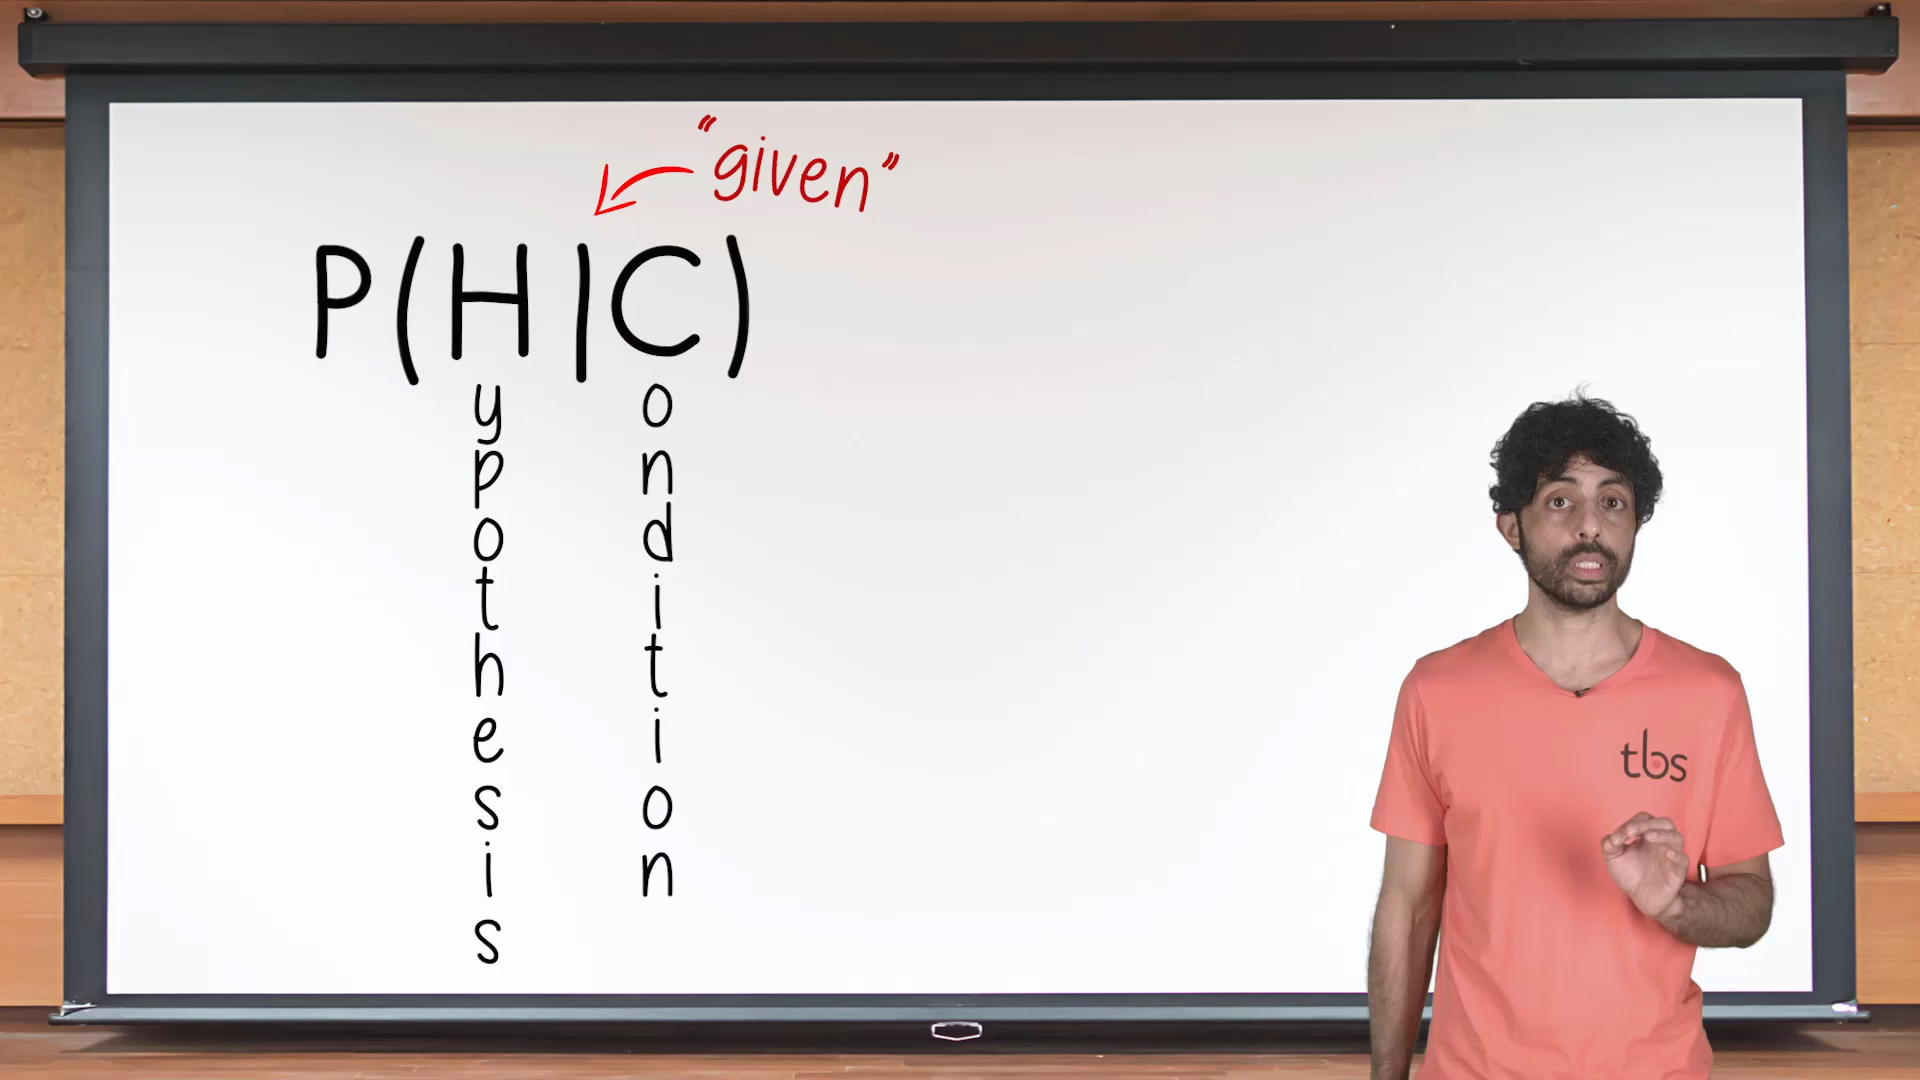 “given”
P(H|C)
ypothesis
ondition
tbs